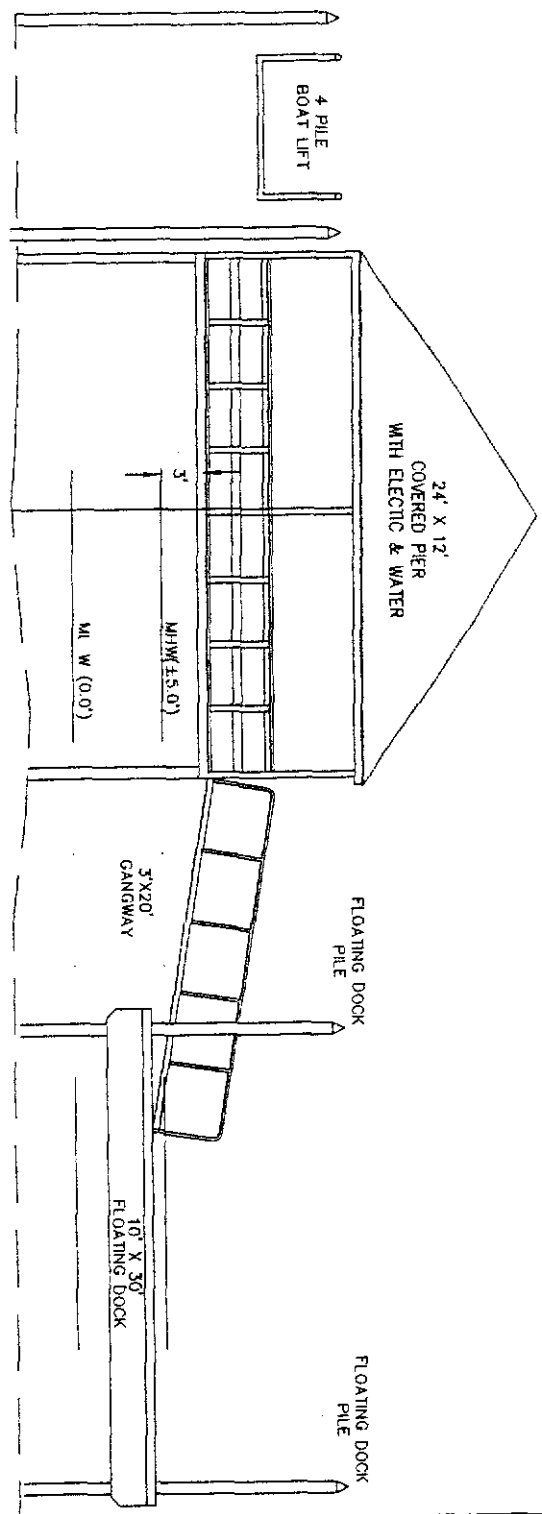 4 PILE
BOAT LIFT
24' X 12'
COVERED PIER
WITH ELECTIC & WATER
3'
MHW(±5.0')
ML W (0.0')
3'X20'
GANGWAY
FLOATING DOCK
PILE
10' X 30'
FLOATING DOCK
FLOATING DOCK
PILE